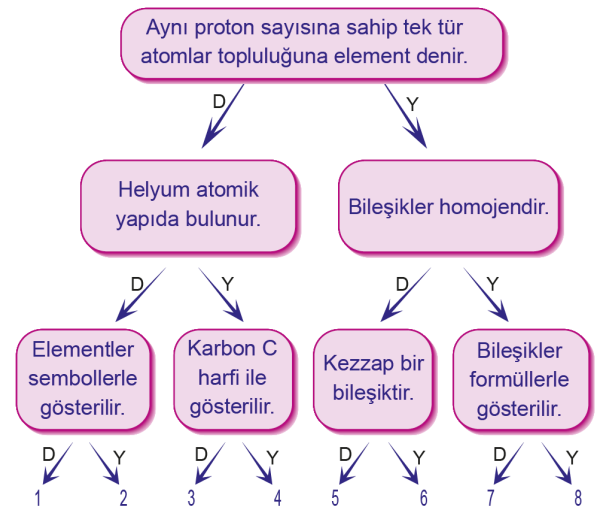 Aynı proton sayısına sahip tek tür
atomlar topluluğuna element denir.
D
Y
Helyum atomik
yapıda bulunur.
Bileşikler homojendir.
D
Y
D
Y
Elementler
sembollerle
gösterilir.
Karbon C
harfi ile
gösterilir.
Kezzap bir
bileşiktir.
Bileşikler
formüllerle
gösterilir.
D
Y
D
Y
D
Y
D
Y
1
2
3
4
5
6
7
8